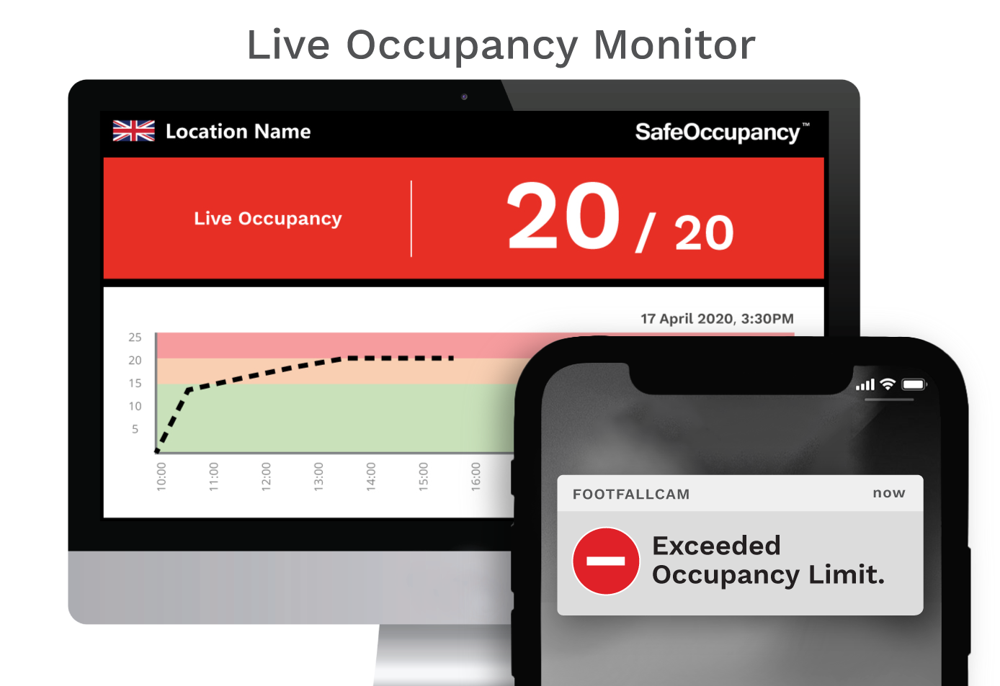 Live Occupancy Monitor
Location Name
SafeOccupancy™
Live Occupancy
20 / 20
17 April 2020, 3:30PM
25
20
15
10
5
10:00
11:00
12:00
13:00
14:00
15:00
16:00
FOOTFALLCAM
now
Exceeded
Occupancy Limit.